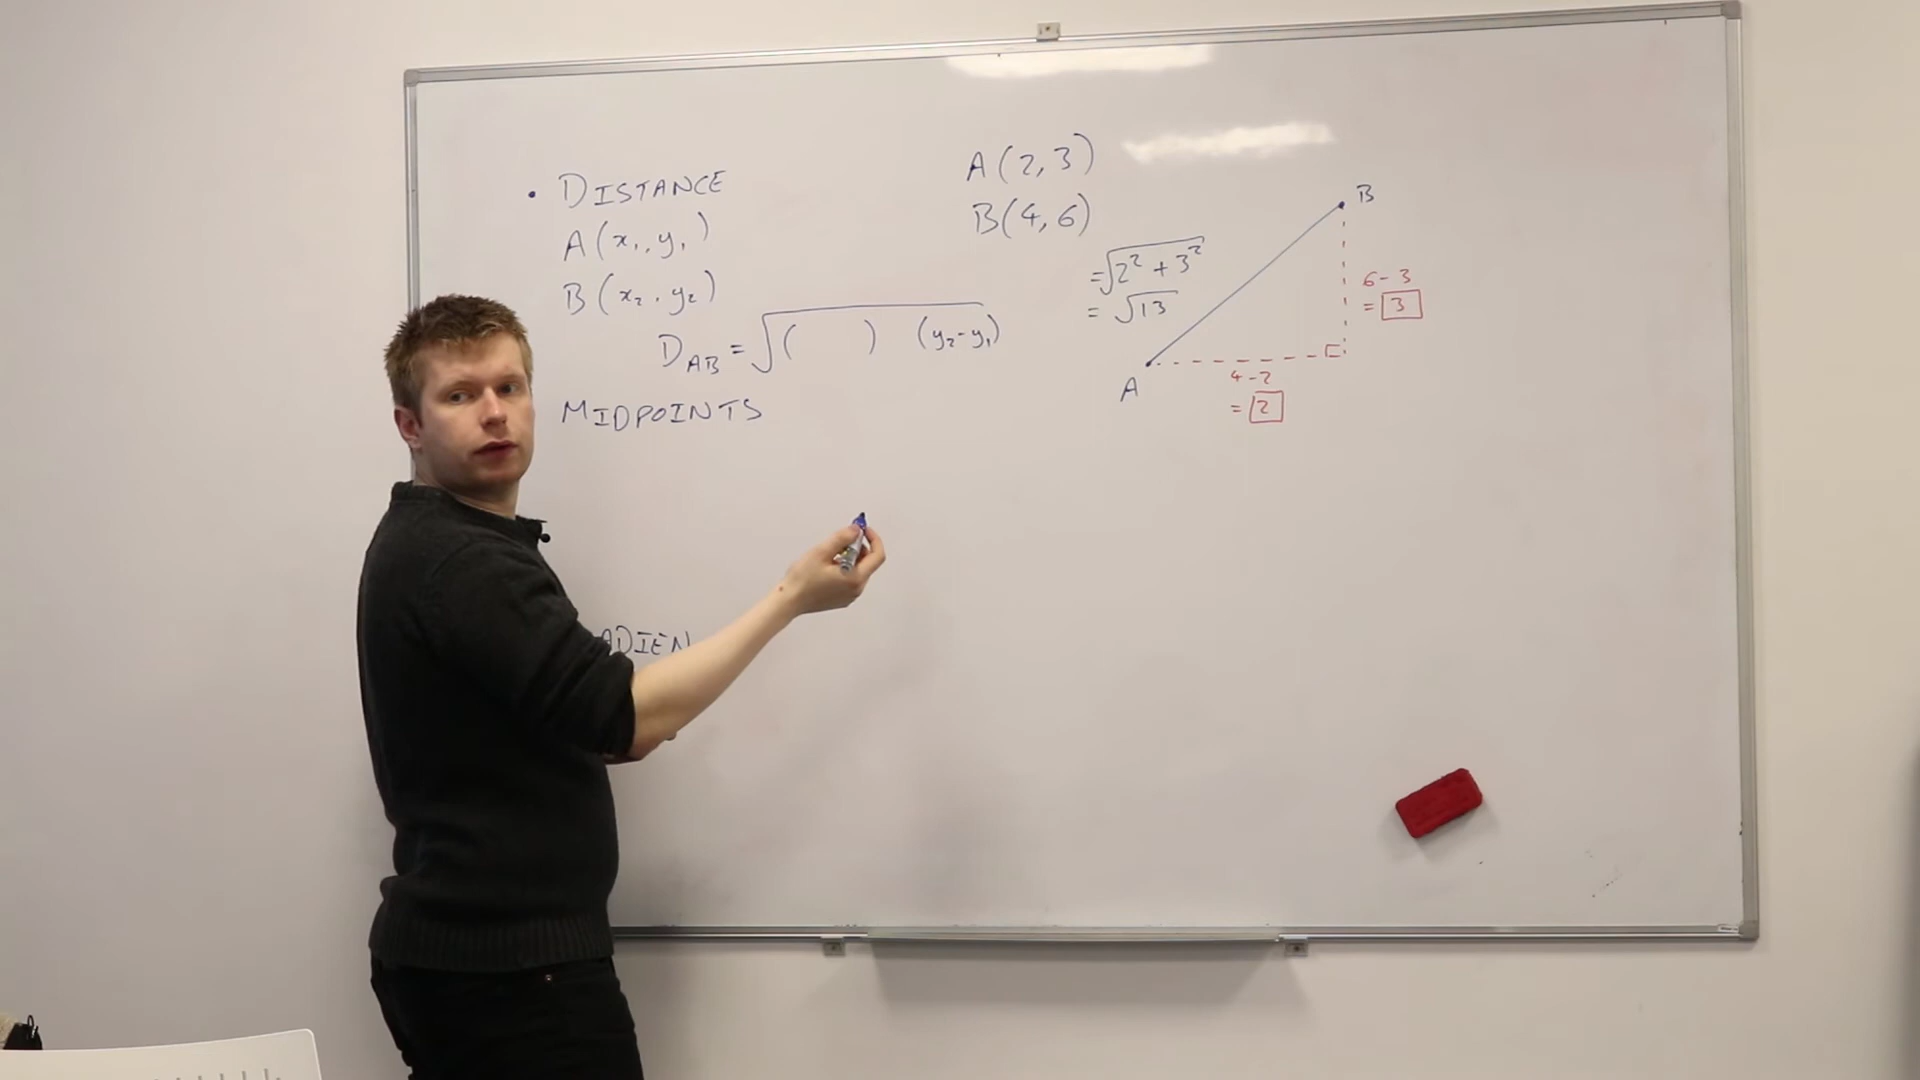 • DISTANCE
A(x₁, y₁)
B(x₂, y₂)
D_AB = √( ) (y₂-y₁)
MIDPOINTS
ADIEN
A(2,3)
B(4,6)
=√2² + 3²
= √13
A
B
6-3
= 3
4-2
= 2